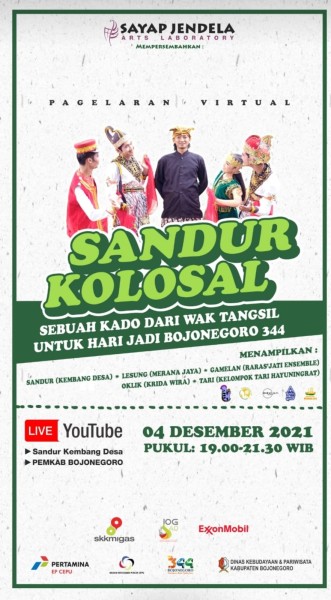 SAYAP JENDELA
ARTS LABORATORY
MEMPERSEMBAHKAN :
PAGELARAN VIRTUAL
SANDUR
KOLOSAL
SEBUAH KADO DARI WAK TANGSIL
UNTUK HARI JADI BOJONEGORO 344
MENAMPILKAN :
SANDUR (KEMBANG DESA) • LESUNG (MERANA JAYA) • GAMELAN (RARASJATI ENSEMBLE)
OKLIK (KRIDA WIRA) • TARI (KELOMPOK TARI HAYUNINGRAT)
LIVE YouTube
Sandur Kembang Desa
PEMKAB BOJONEGORO
04 DESEMBER 2021
PUKUL: 19.00-21.30 WIB
skkmigas
JOG
ExxonMobil
PERTAMINA
EP CEPU
344
BOJONEGORO
DINAS KEBUDAYAAN & PARIWISATA
KABUPATEN BOJONEGORO